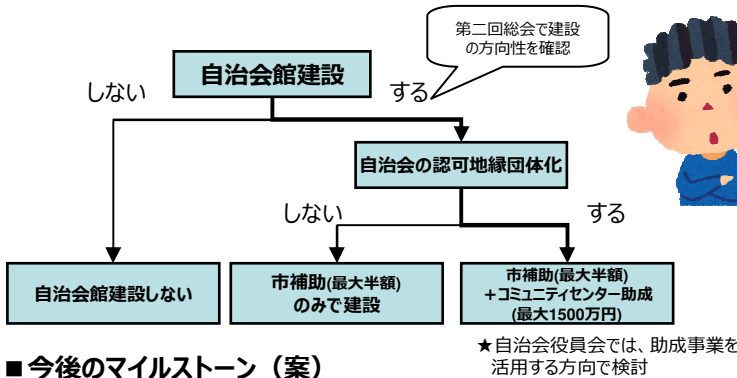 第二回総会で建設
の方向性を確認
自治会館建設
しない
する
自治会の認可地縁団体化
しない
する
自治会館建設しない
市補助(最大半額)
のみで建設
市補助(最大半額)
+コミュニティセンター助成
(最大1500万円)
★自治会役員会では、助成事業を
活用する方向で検討
■今後のマイルストーン（案）